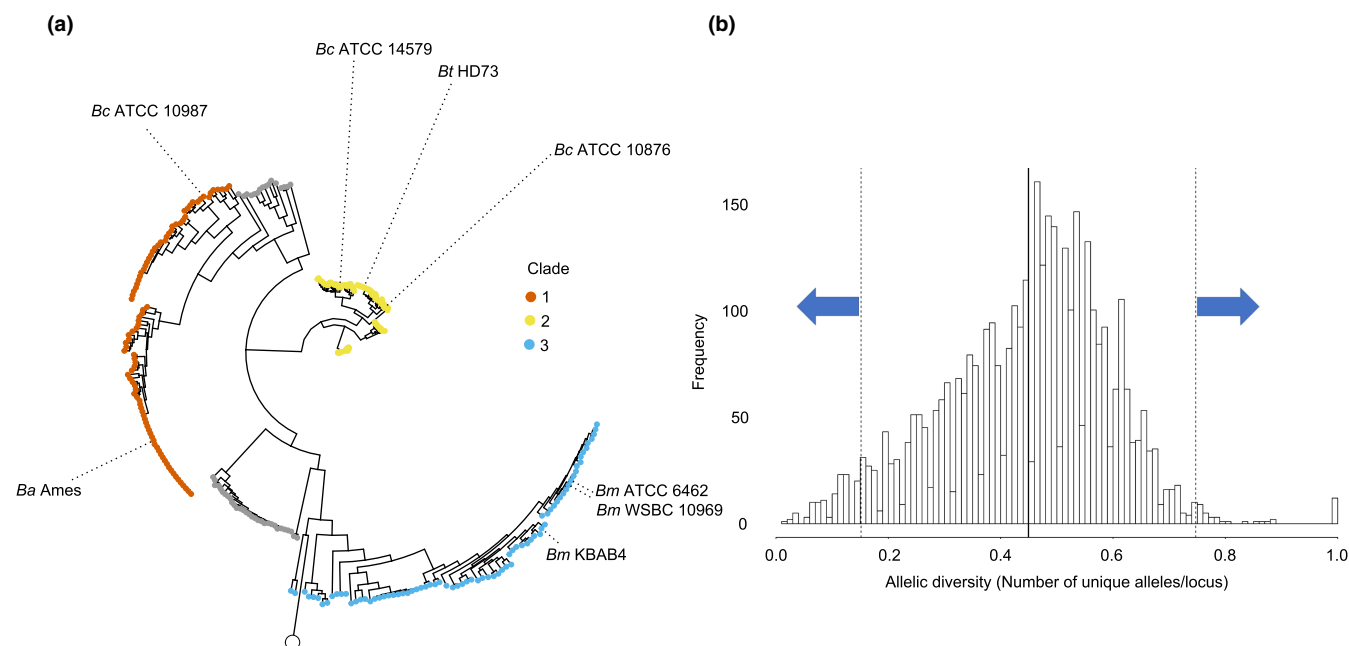 (a)
Bc ATCC 14579
Bt HD73
Bc ATCC 10987
Bc ATCC 10876
Clade
1
2
3
Ba Ames
Bm ATCC 6462
Bm WSBC 10969
Bm KBAB4
(b)
Frequency
150
100
50
0
0.0 0.2 0.4 0.6 0.8 1.0
Allelic diversity (Number of unique alleles/locus)